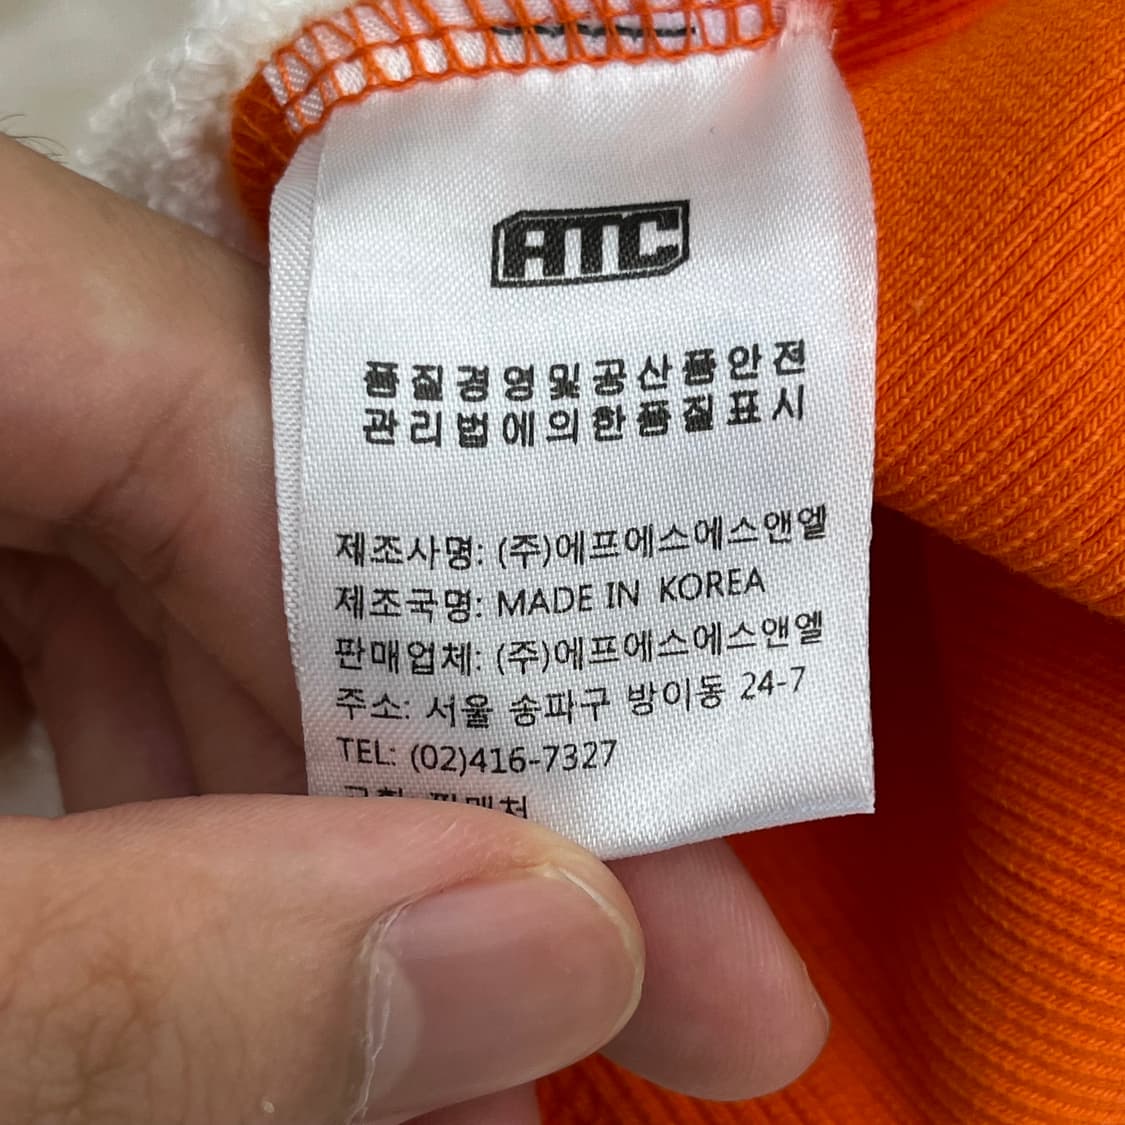 ATC
품질경영및공산품안전
관리법에의한품질표시
제조사명: (주)에프에스에스앤엘
제조국명: MADE IN KOREA
판매업체: (주)에프에스에스앤엘
주소: 서울 송파구 방이동 24-7
TEL: (02)416-7327